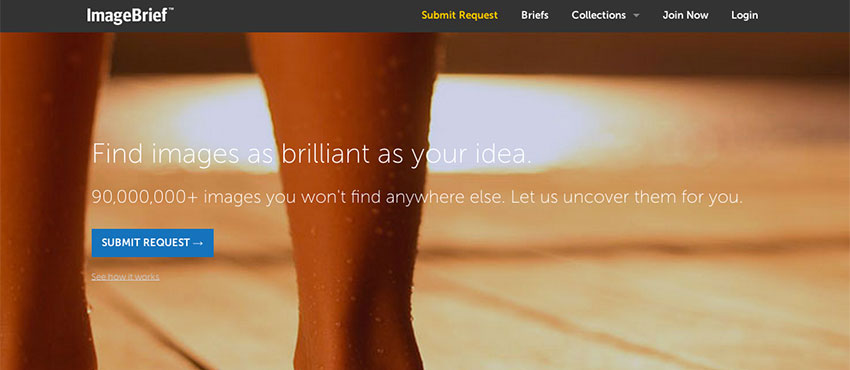 ImageBrief™
Submit Request Briefs Collections Join Now Login
Find images as brilliant as your idea.
90,000,000+ images you won't find anywhere else. Let us uncover them for you.
SUBMIT REQUEST →
See how it works